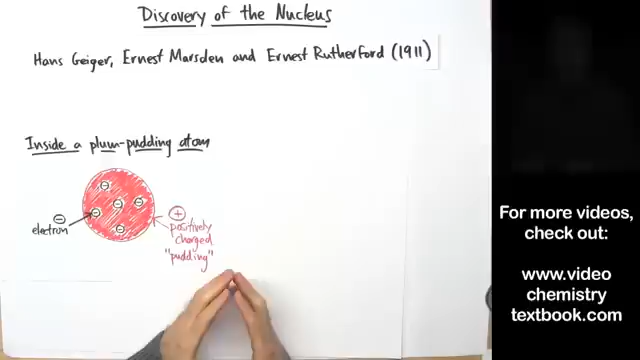 Discovery of the Nucleus
Hans Geiger, Ernest Marsden and Ernest Rutherford (1911)
Inside a plum-pudding atom
electron
positively
charged
"pudding"
For more videos,
check out:
www.video
chemistry
textbook.com